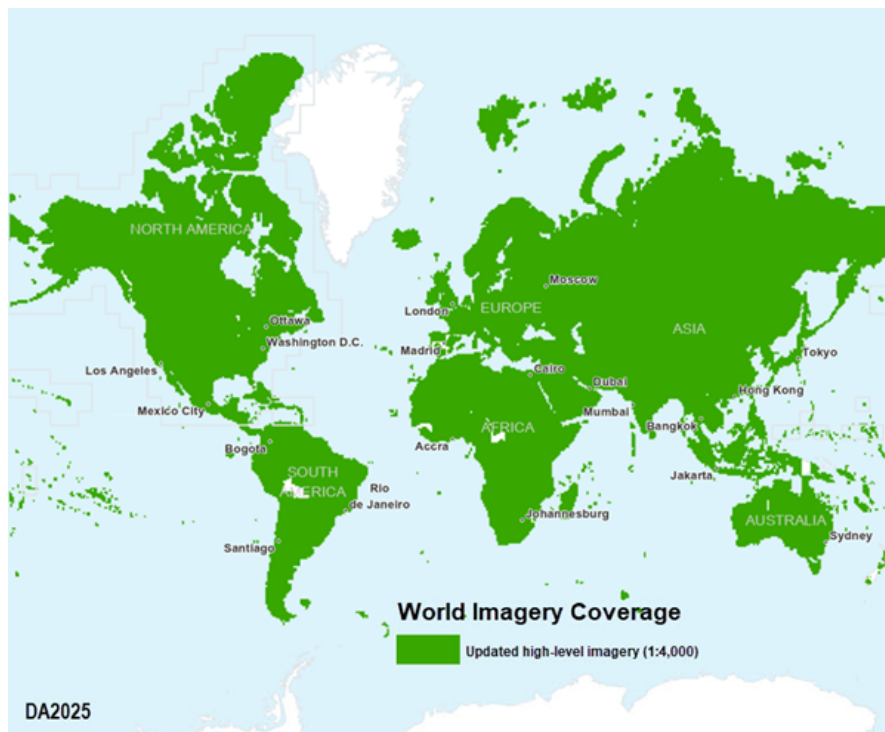 NORTH AMERICA
Ottawa
Washington D.C.
Los Angeles
Mexico City
Bogota
SOUTH
AMERICA
Rio
de Janeiro
Santiago
London
EUROPE
Moscow
Madrid
Cairo
Dubai
ASIA
Tokyo
Hong Kong
Mumbai
Bangkok
AFRICA
Accra
Jakarta
Johannesburg
AUSTRALIA
Sydney
World Imagery Coverage
Updated high-level imagery (1:4,000)
DA2025